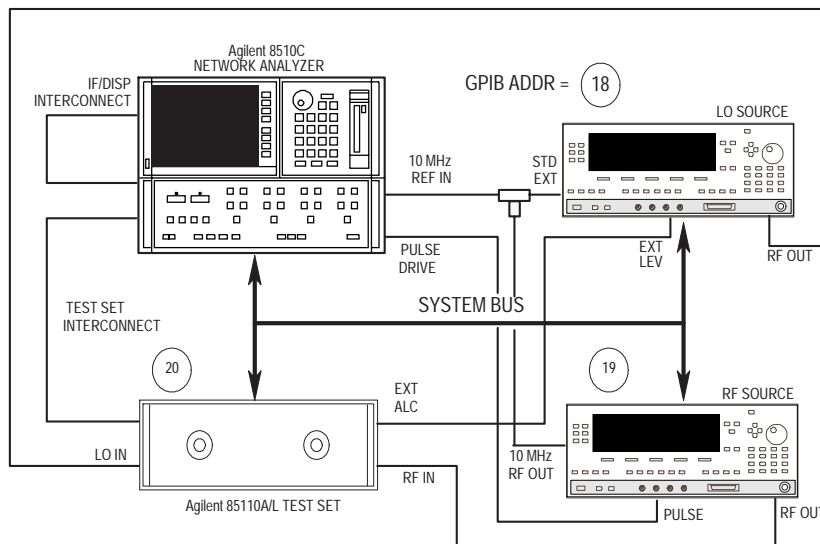 Agilent 8510C
NETWORK ANALYZER
IF/DISP
INTERCONNECT
GPIB ADDR = 18
LO SOURCE
10 MHz
REF IN
STD
EXT
PULSE
DRIVE
EXT
LEV
RF OUT
SYSTEM BUS
TEST SET
INTERCONNECT
20
19
EXT
ALC
RF SOURCE
LO IN
RF IN
10 MHz
RF OUT
Agilent 85110A/L TEST SET
PULSE
RF OUT